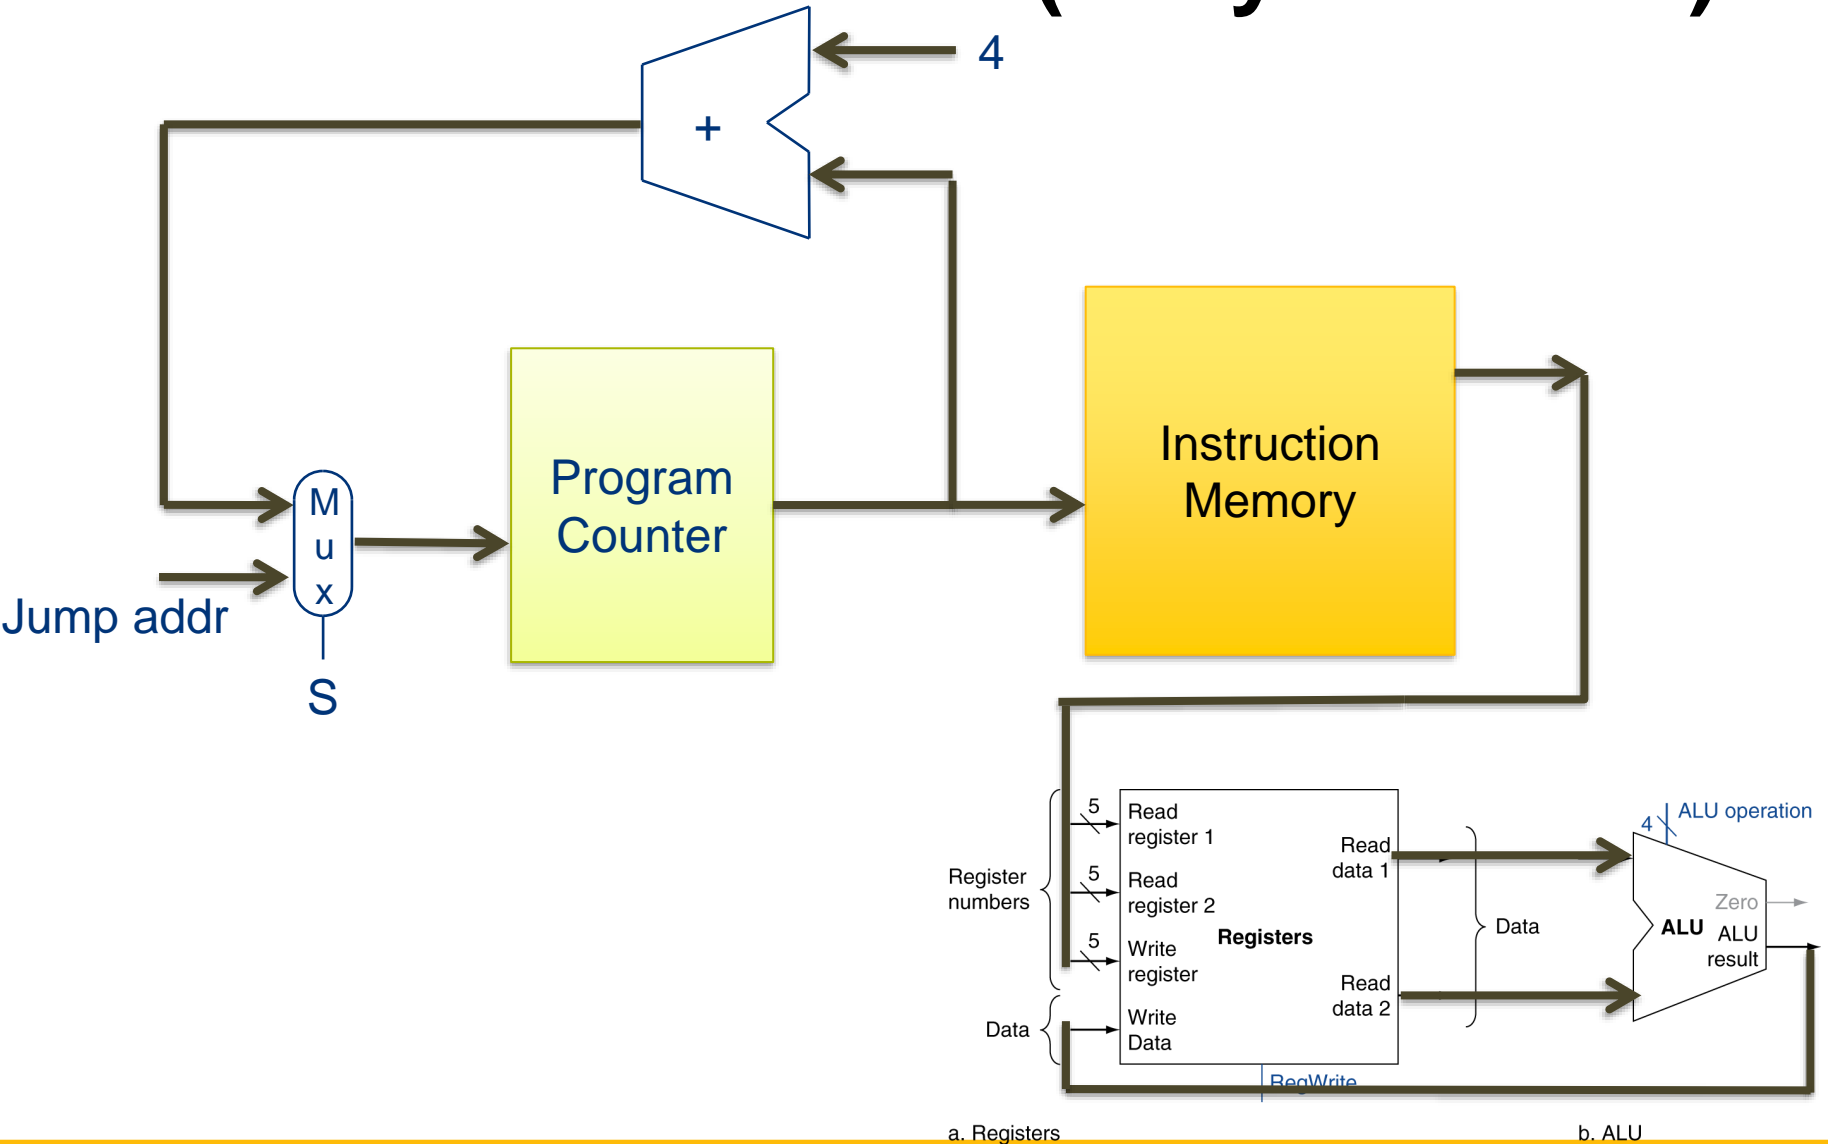 4
+
Program
Counter
Instruction
Memory
M
u
x
Jump addr
S
Register
numbers
Data
5
5
5
Read
register 1
Read
register 2
Write
register
Write
Data
Registers
Read
data 1
Read
data 2
RegWrite
Data
4
ALU operation
Zero
ALU
ALU
result
a. Registers
b. ALU